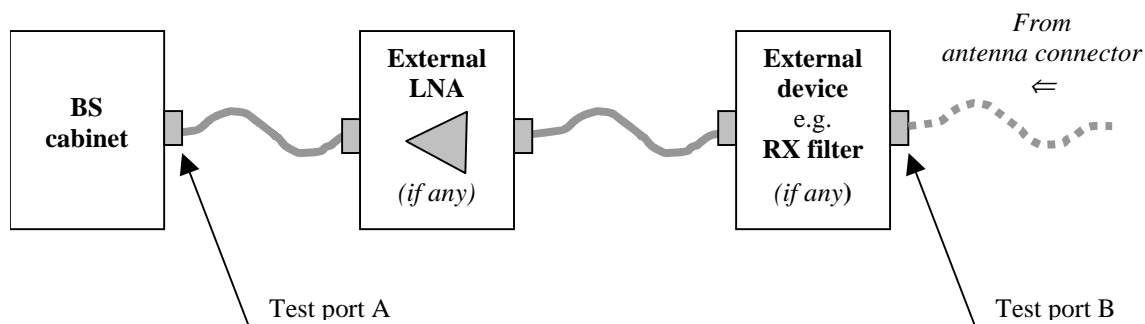 BS
cabinet
External
LNA
(if any)
External
device
e.g.
RX filter
(if any)
From
antenna connector
⇐
Test port A
Test port B